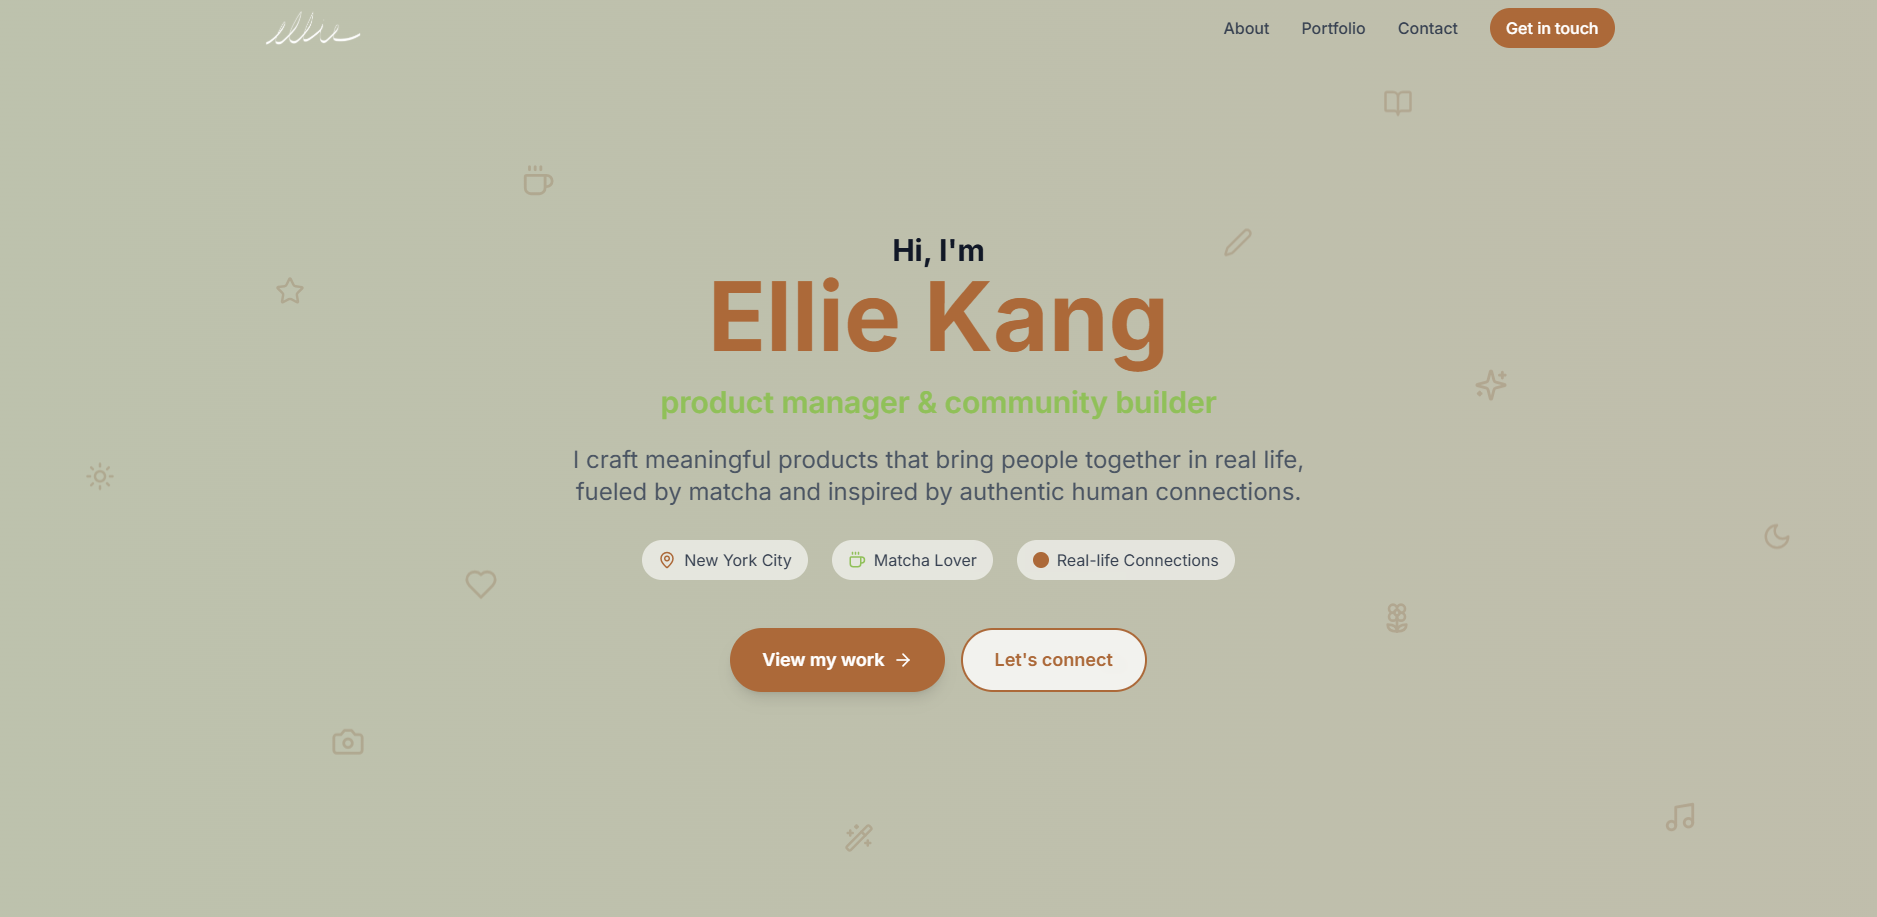 ellie
About
Portfolio
Contact
Get in touch
Hi, I'm
Ellie Kang
product manager & community builder
I craft meaningful products that bring people together in real life,
fueled by matcha and inspired by authentic human connections.
New York City
Matcha Lover
Real-life Connections
View my work
Let's connect